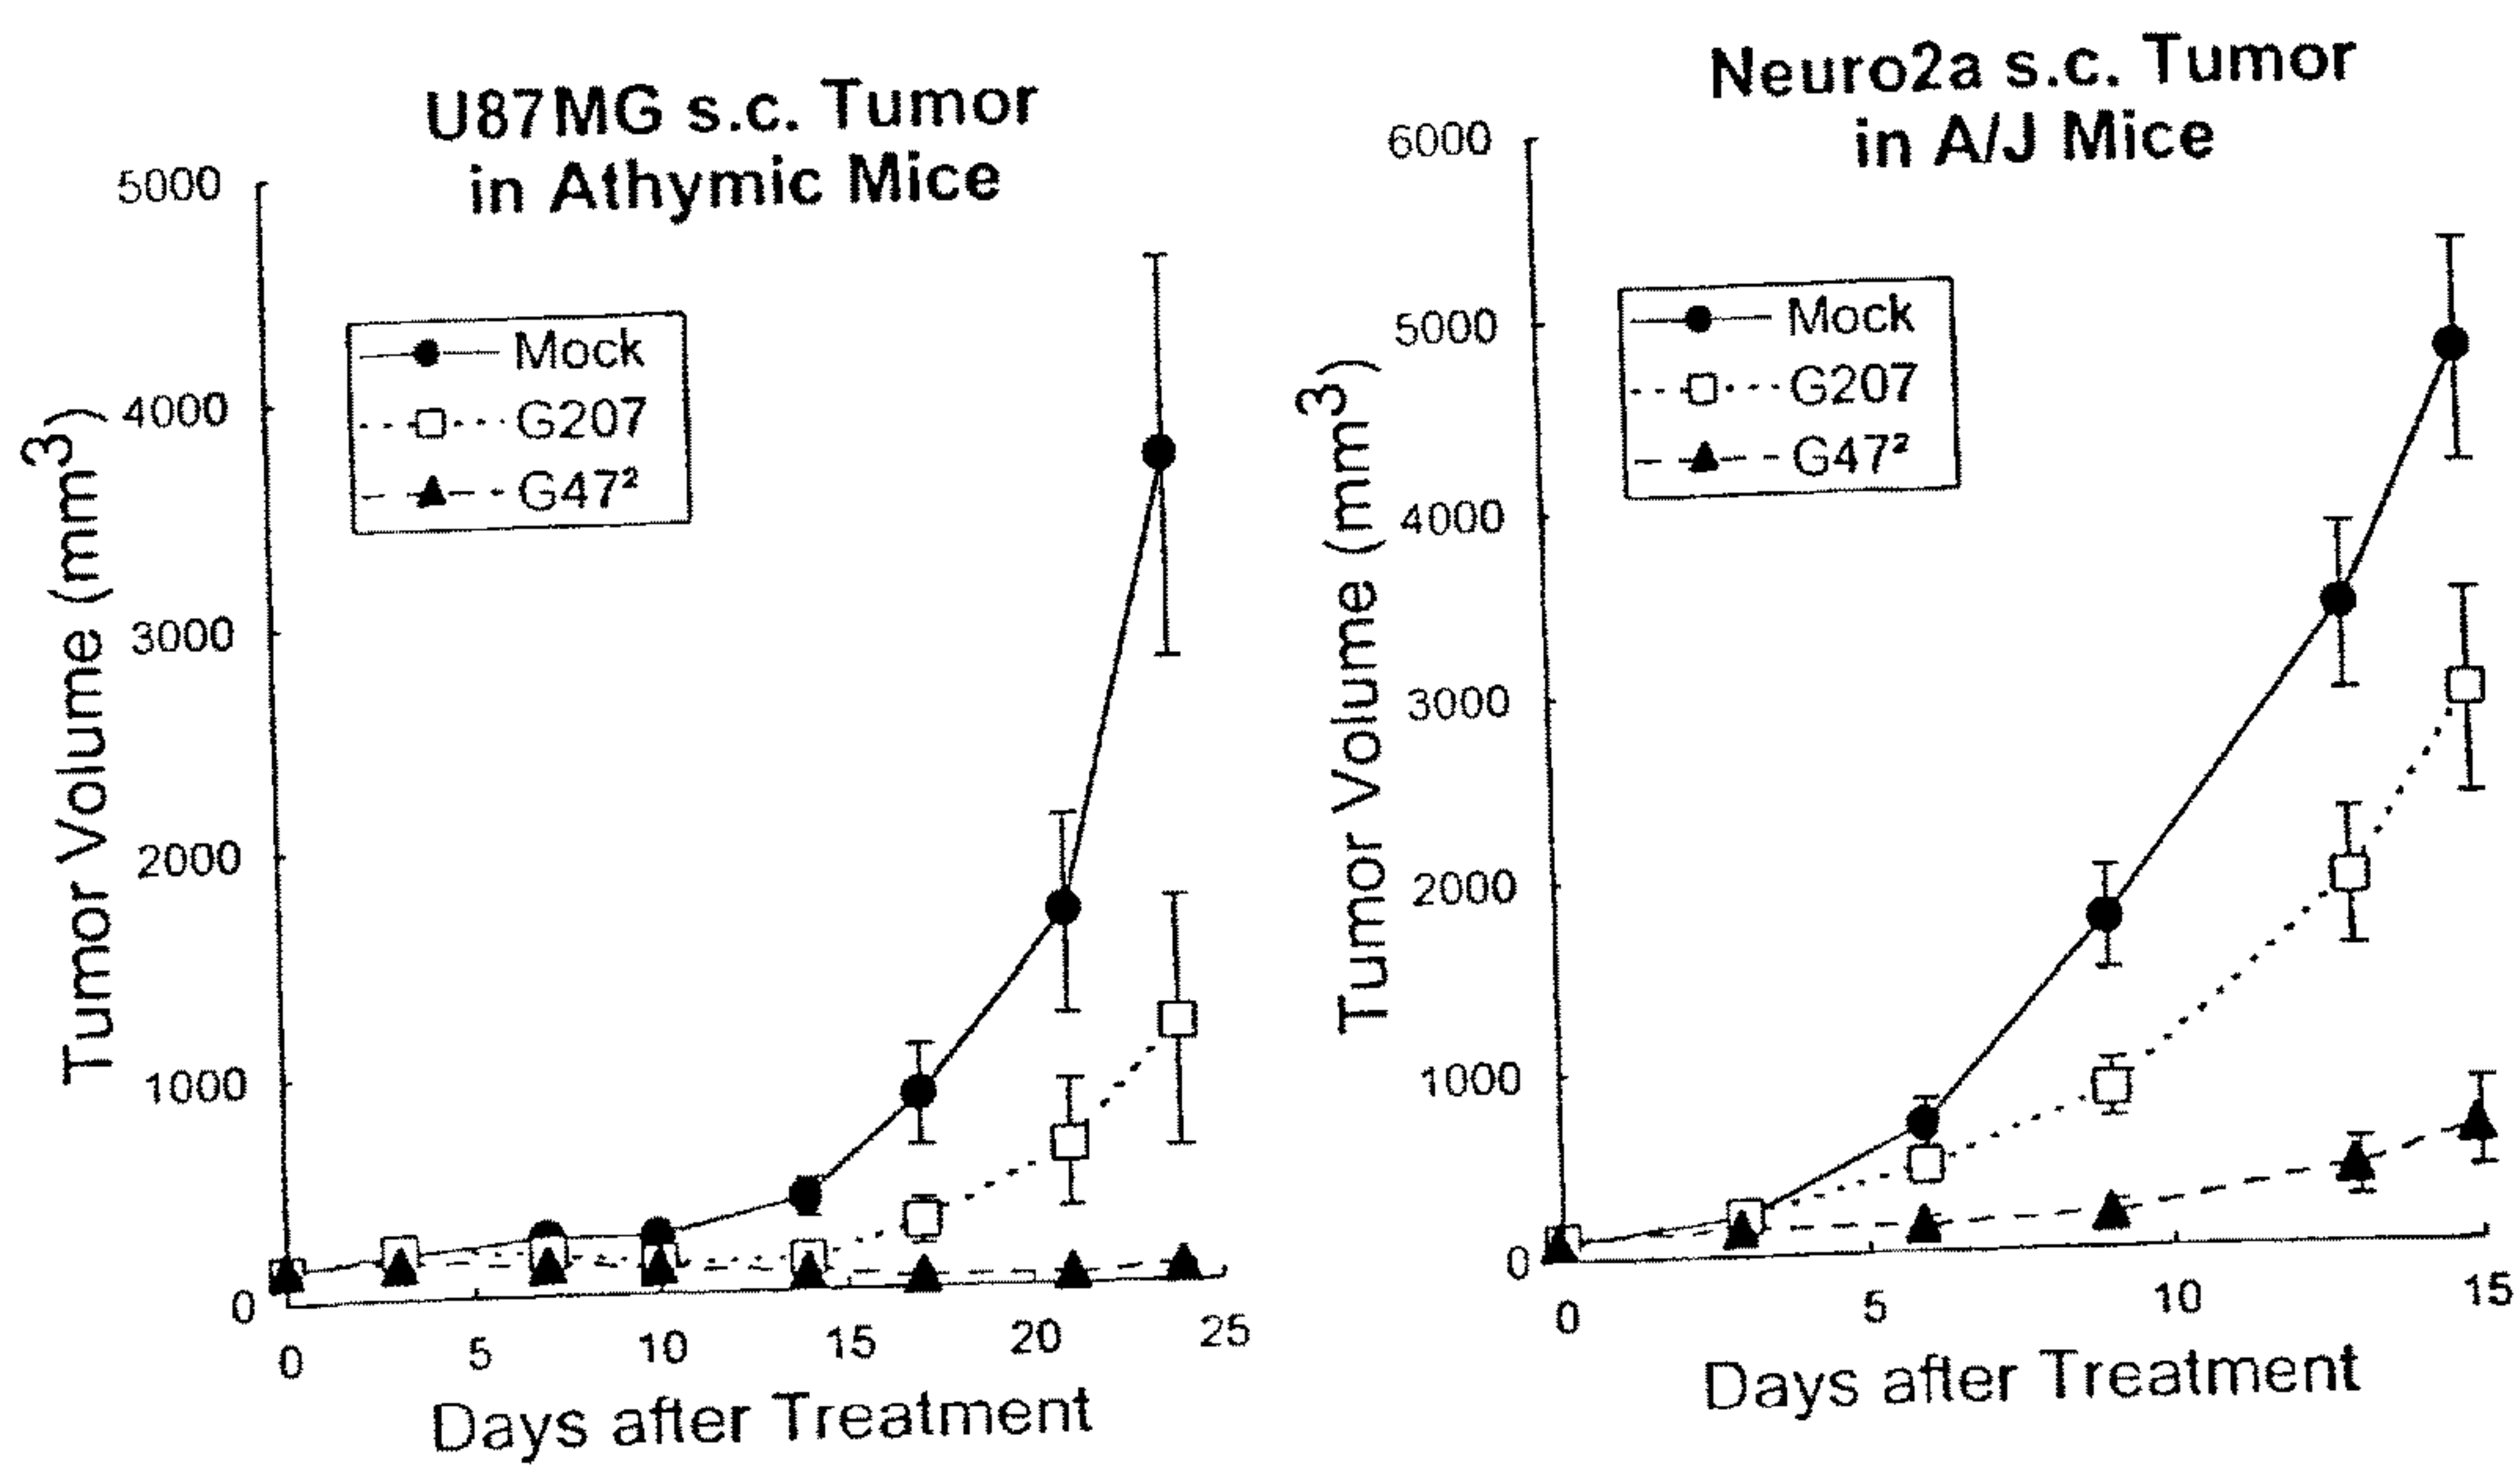 U87MG s.c. Tumor
in Athymic Mice
5000
4000
3000
2000
1000
0
Tumor Volume (mm³)
Mock
G207
G47²
0 5 10 15 20 25
Days after Treatment
Neuro2a s.c. Tumor
in A/J Mice
6000
5000
4000
3000
2000
1000
0
Tumor Volume (mm³)
Mock
G207
G47²
0 5 10 15
Days after Treatment